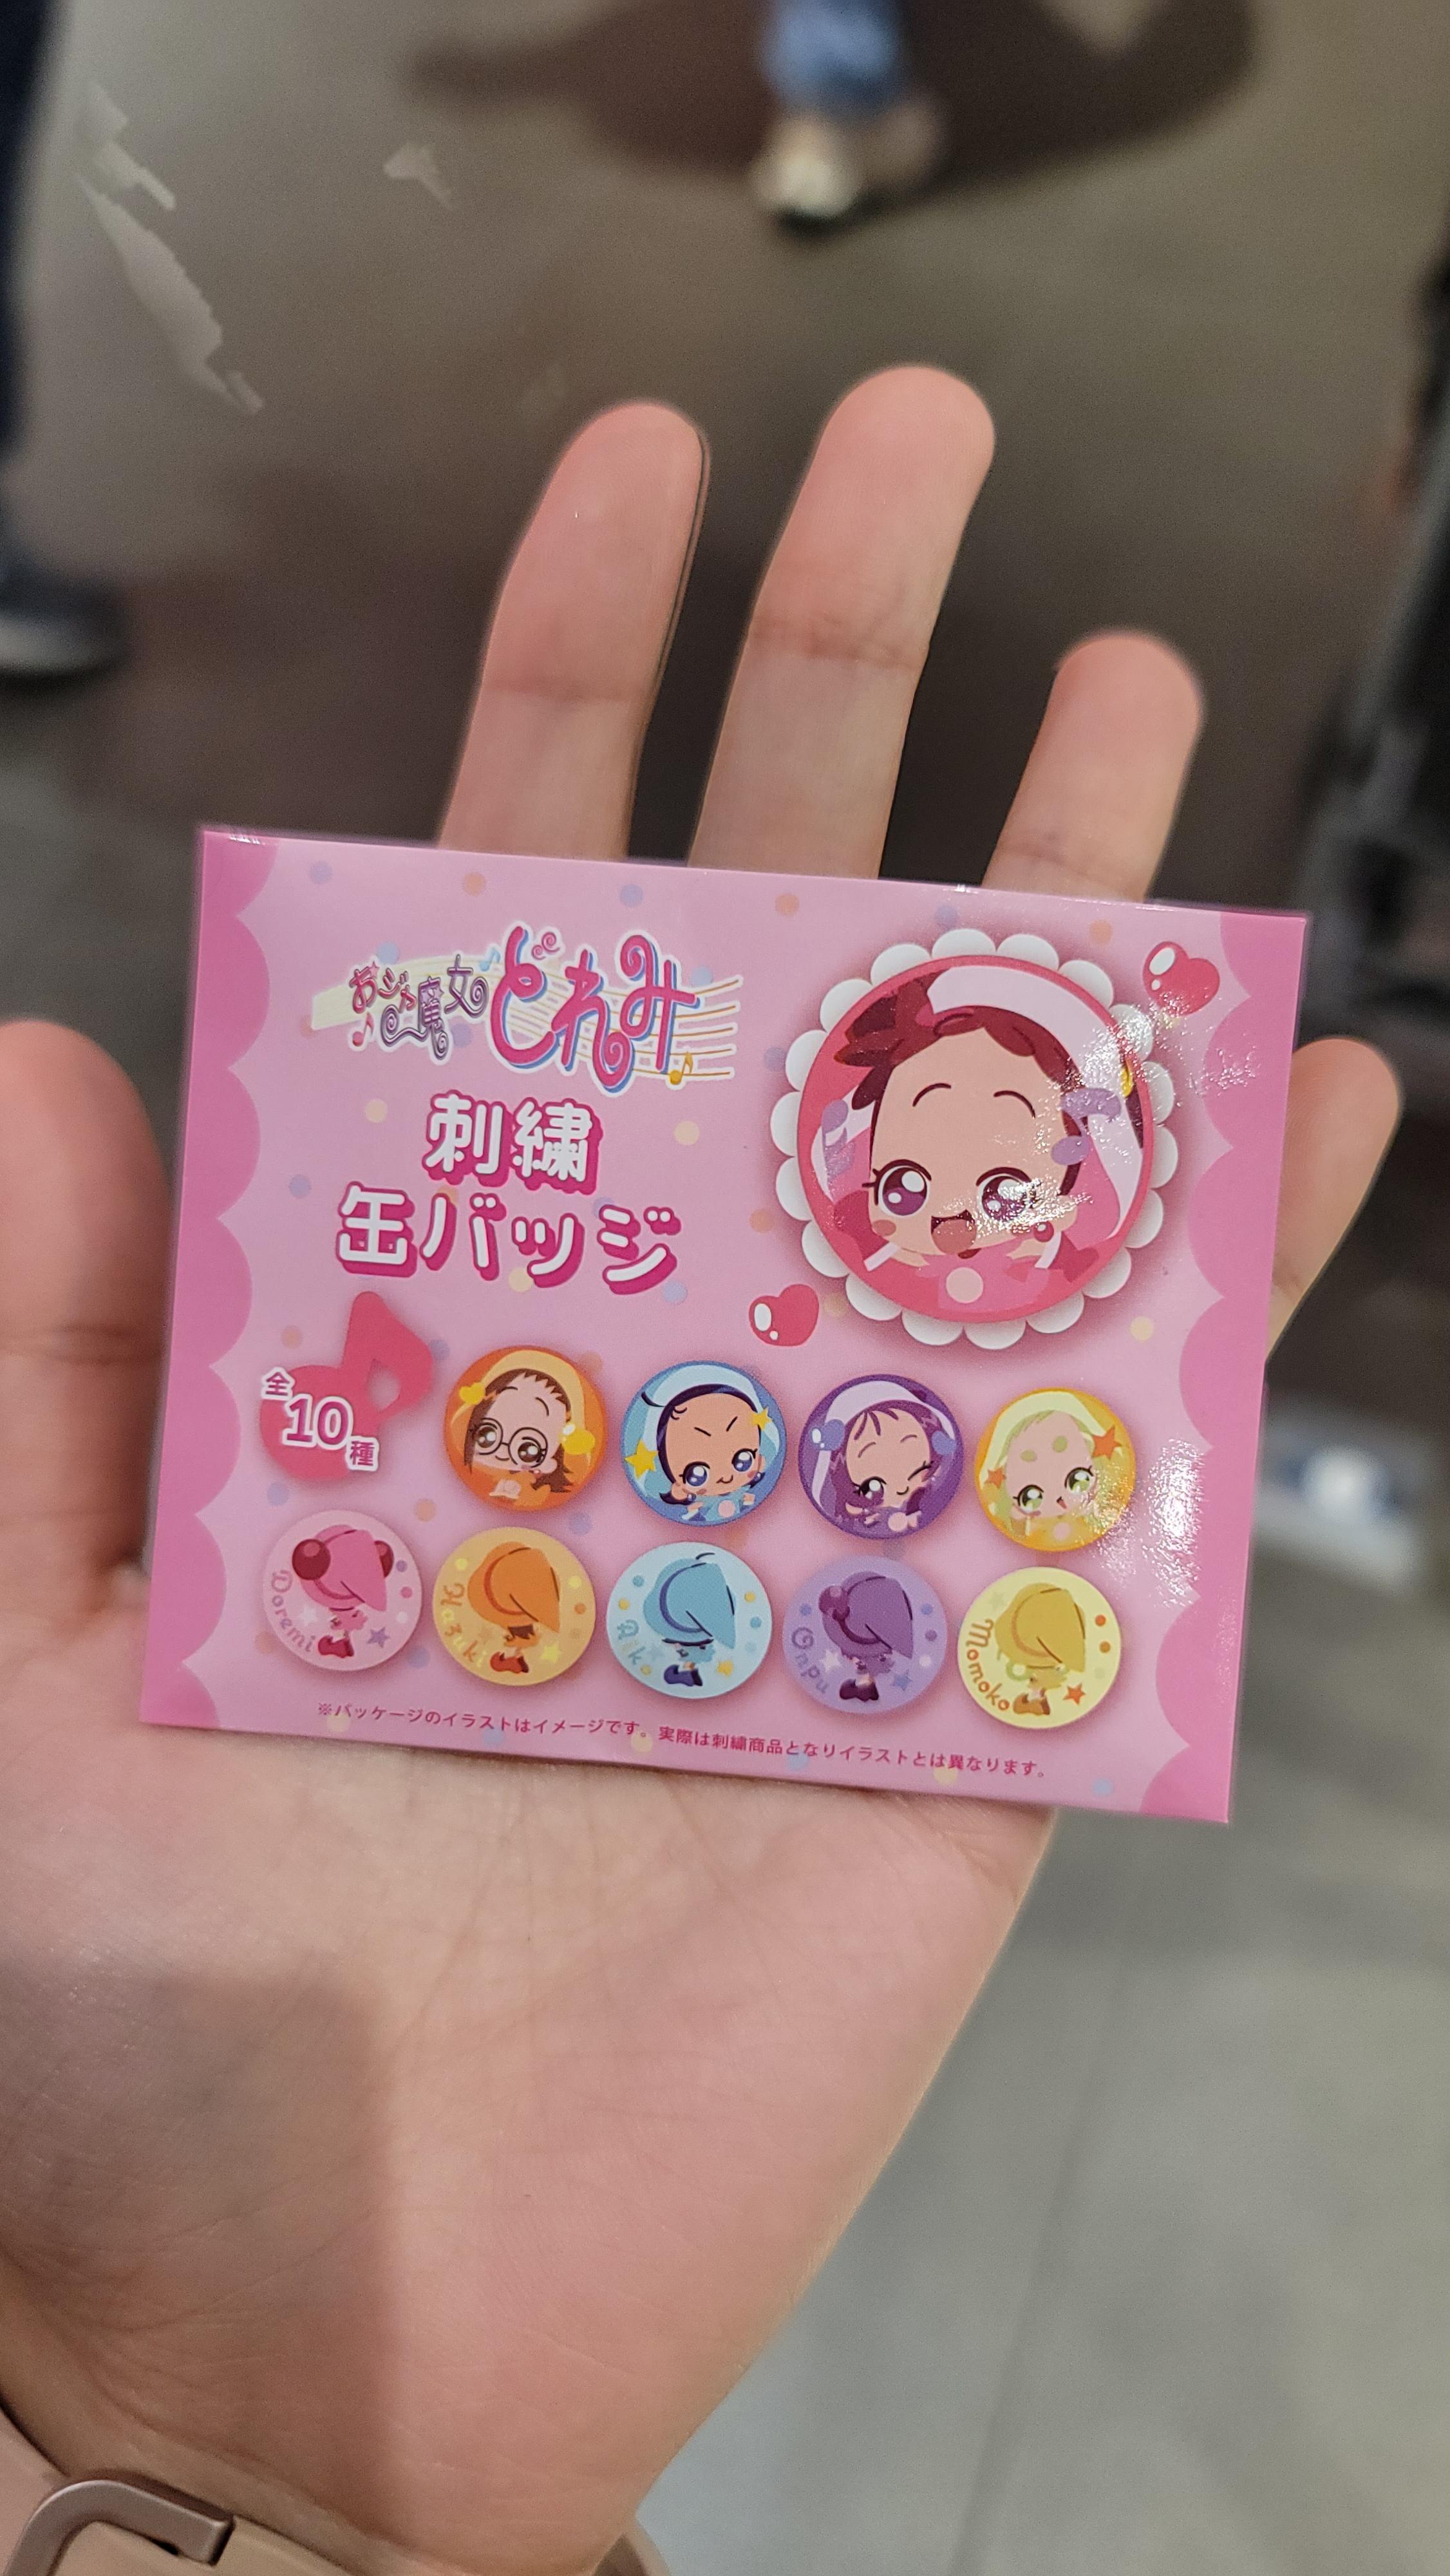 おジャ魔女どれみ
刺繍
缶バッジ
全10種
Doremi
Hazuki
Aiko
Onpu
Momoko
※パッケージのイラストはイメージです。実際は刺繍商品となりイラストとは異なります。